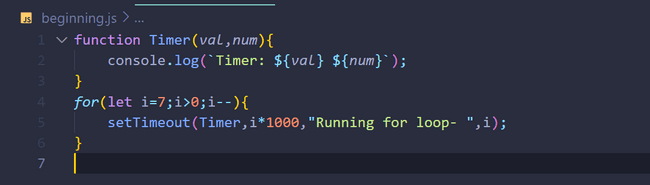 JS beginning.js > ...
1 function Timer(val,num){
2 console.log(`Timer: ${val} ${num}`);
3 }
4 for(let i=7;i>0;i--){
5 setTimeout(Timer,i*1000,"Running for loop- ",i);
6 }
7